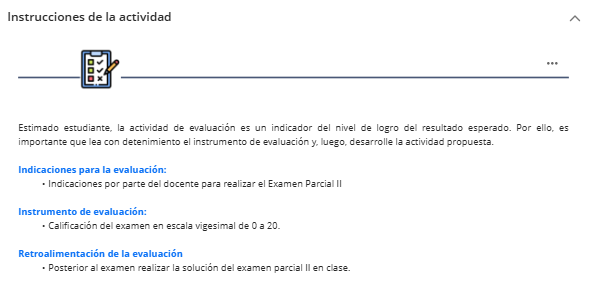 Instrucciones de la actividad
Estimado estudiante, la actividad de evaluación es un indicador del nivel de logro del resultado esperado. Por ello, es
importante que lea con detenimiento el instrumento de evaluación y, luego, desarrolle la actividad propuesta.
Indicaciones para la evaluación:
• Indicaciones por parte del docente para realizar el Examen Parcial II
Instrumento de evaluación:
• Calificación del examen en escala vigesimal de 0 a 20.
Retroalimentación de la evaluación
• Posterior al examen realizar la solución del examen parcial II en clase.